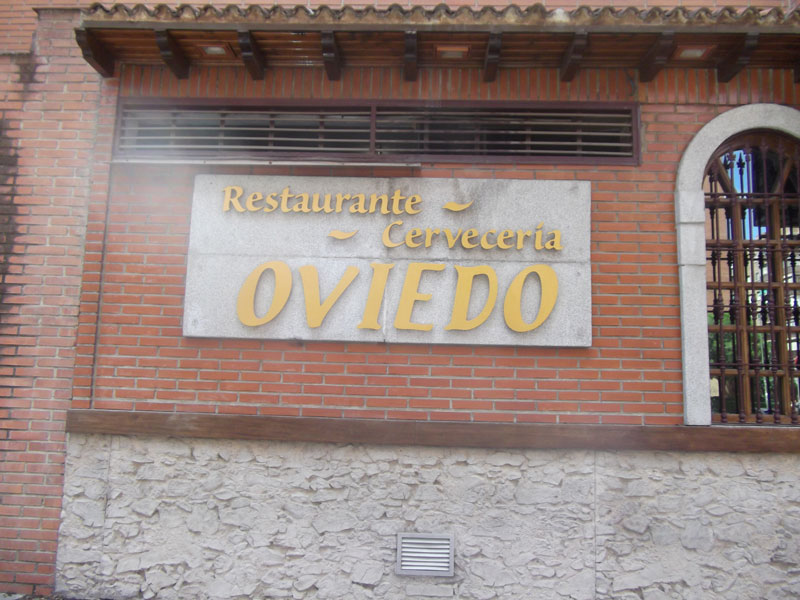 Restaurante ~
~ Cervecería
OVIEDO